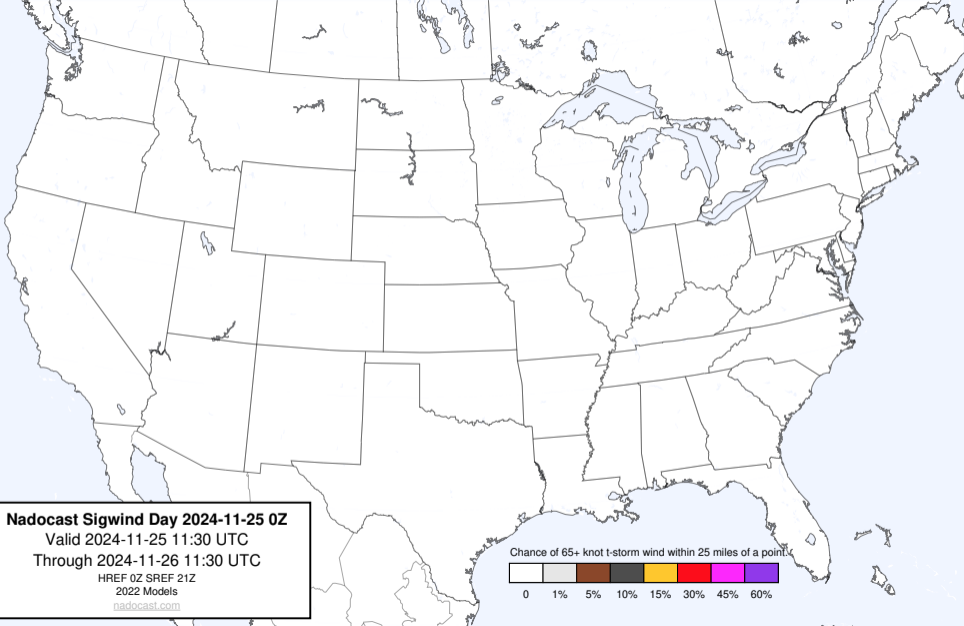 Nadocast Sigwind Day 2024-11-25 0Z
Valid 2024-11-25 11:30 UTC
Through 2024-11-26 11:30 UTC
HREF 0Z SREF 21Z
2022 Models
nadocast.com
Chance of 65+ knot t-storm wind within 25 miles of a point.
0 1% 5% 10% 15% 30% 45% 60%